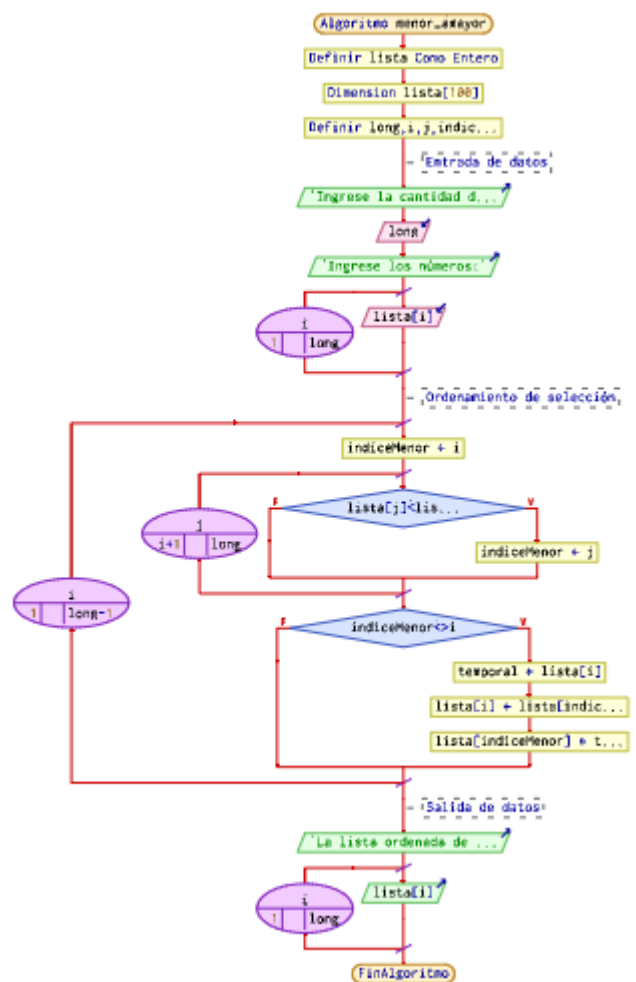 Algoritmo menor_amayor
Definir lista Como Entero
Dimension lista[100]
Definir long,i,j,indic...
Entrada de datos
'Ingrese la cantidad d...
long
'Ingrese los números:'
lista[i]
i
1 long
Ordenamiento de selección
indiceMenor ← i
j
i+1 long
lista[j]<lis...
F
V
indiceMenor ← j
i
1 long-1
indiceMenor<>i
F
V
temporal ← lista[i]
lista[i] ← lista[indic...
lista[indiceMenor] ← t...
Salida de datos
'La lista ordenada de ...
lista[i]
i
1 long
FinAlgoritmo